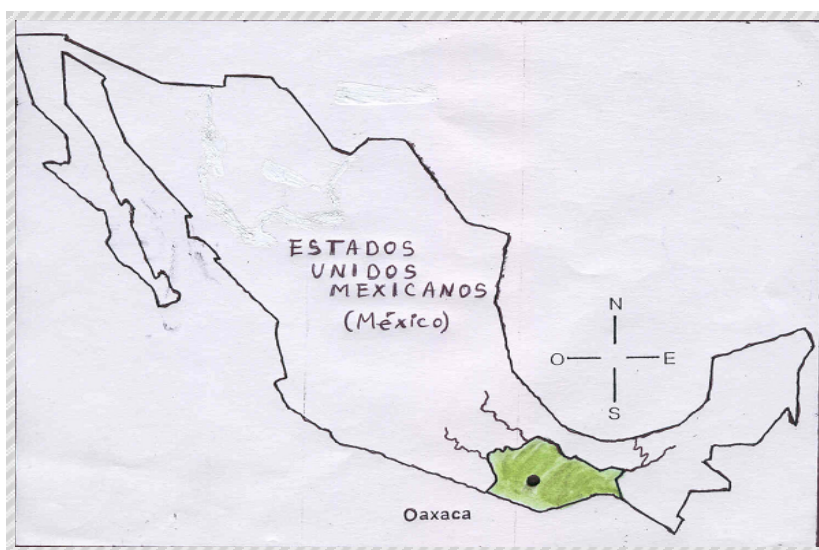 ESTADOS
UNIDOS
MEXICANOS
(México)
N
O E
S
Oaxaca